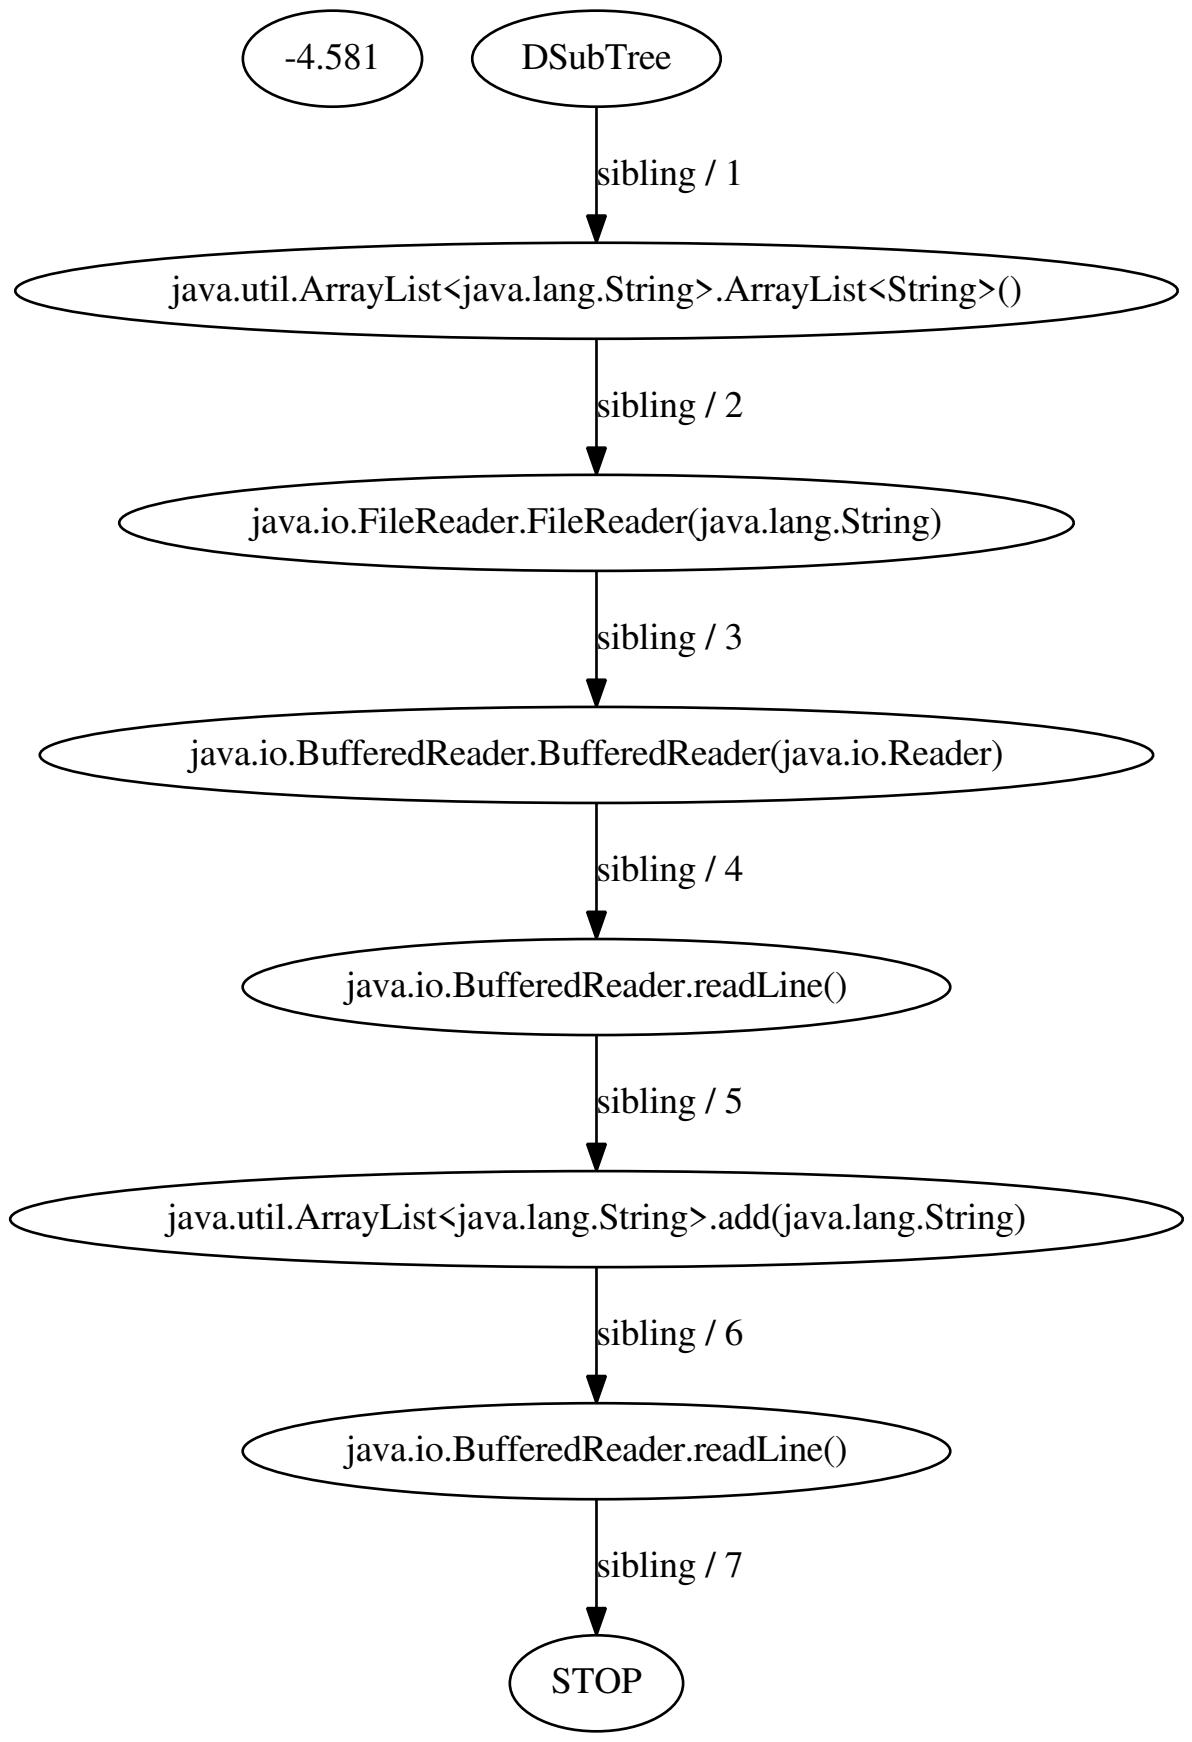 -4.581
DSubTree
sibling / 1
java.util.ArrayList<java.lang.String>.ArrayList<String>()
sibling / 2
java.io.FileReader.FileReader(java.lang.String)
sibling / 3
java.io.BufferedReader.BufferedReader(java.io.Reader)
sibling / 4
java.io.BufferedReader.readLine()
sibling / 5
java.util.ArrayList<java.lang.String>.add(java.lang.String)
sibling / 6
java.io.BufferedReader.readLine()
sibling / 7
STOP